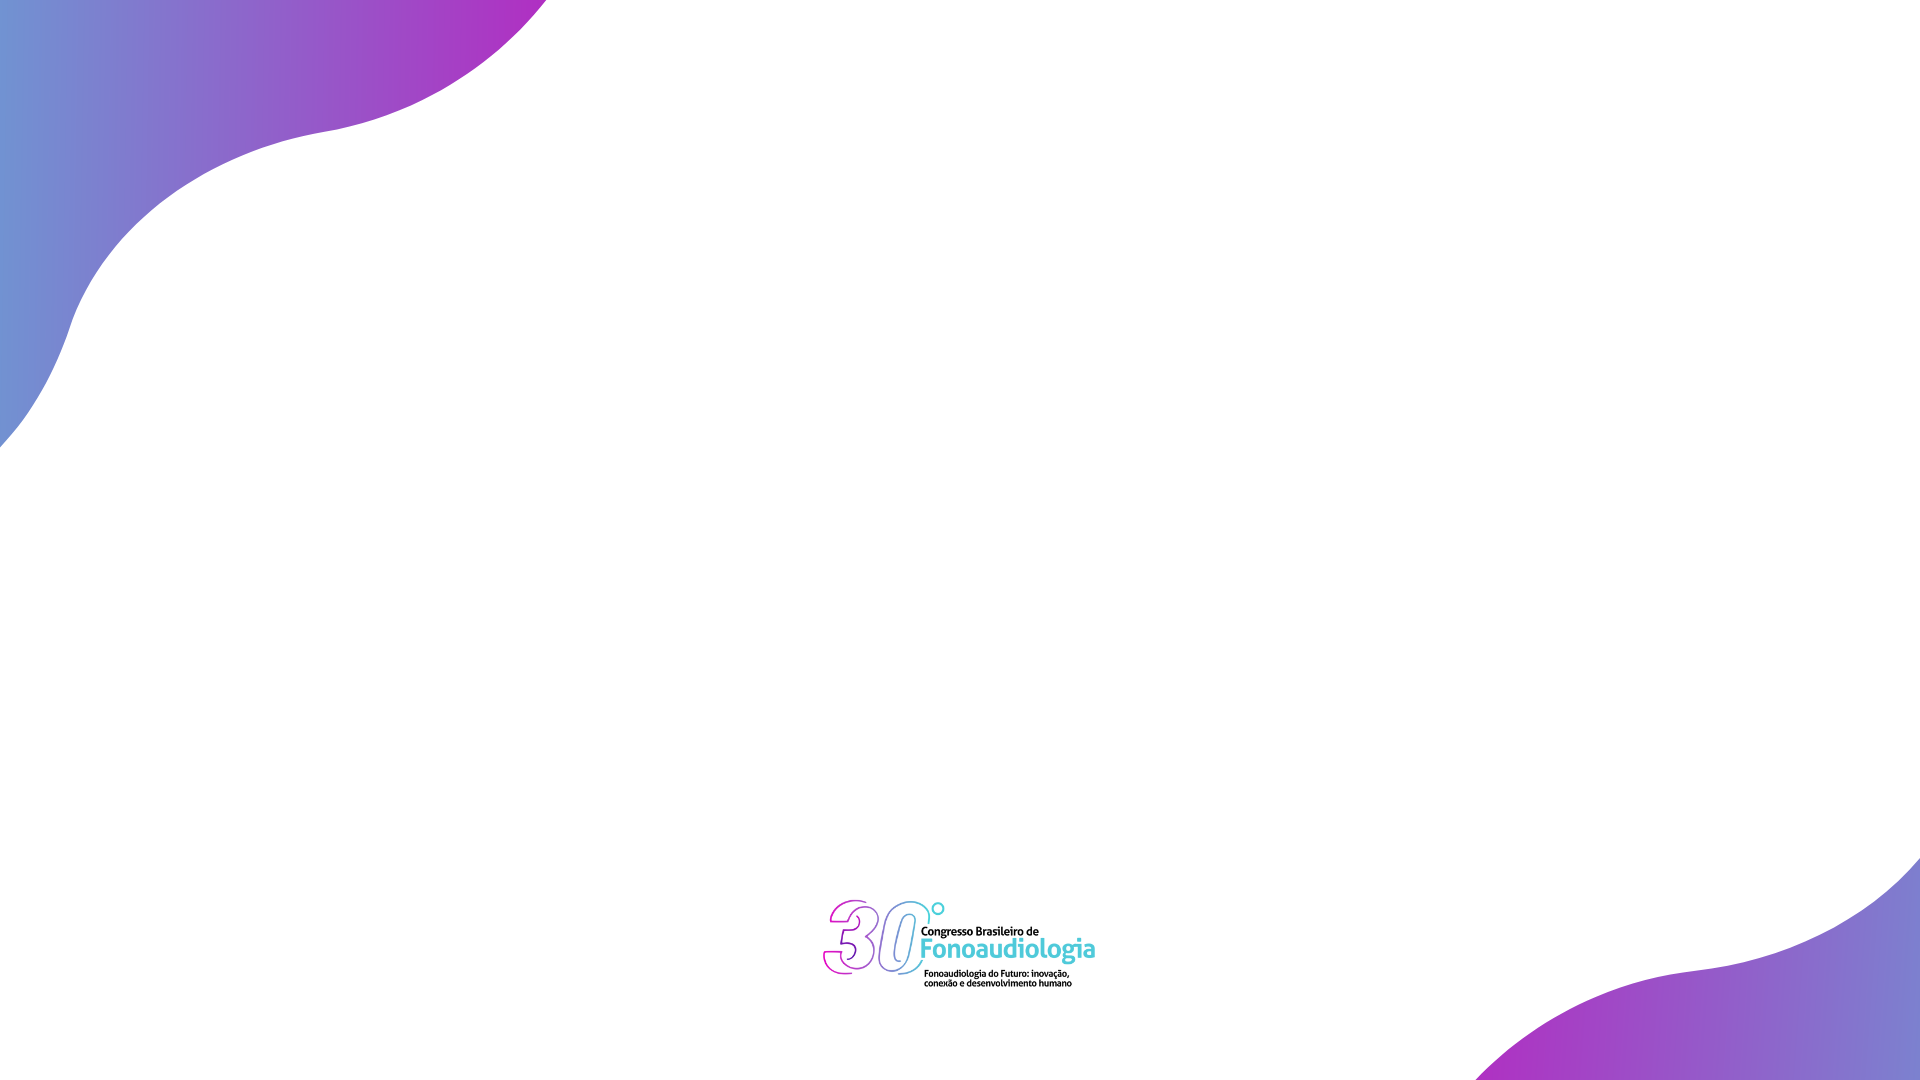 30°
Congresso Brasileiro de
Fonoaudiologia
Fonoaudiologia do Futuro: inovação,
conexão e desenvolvimento humano